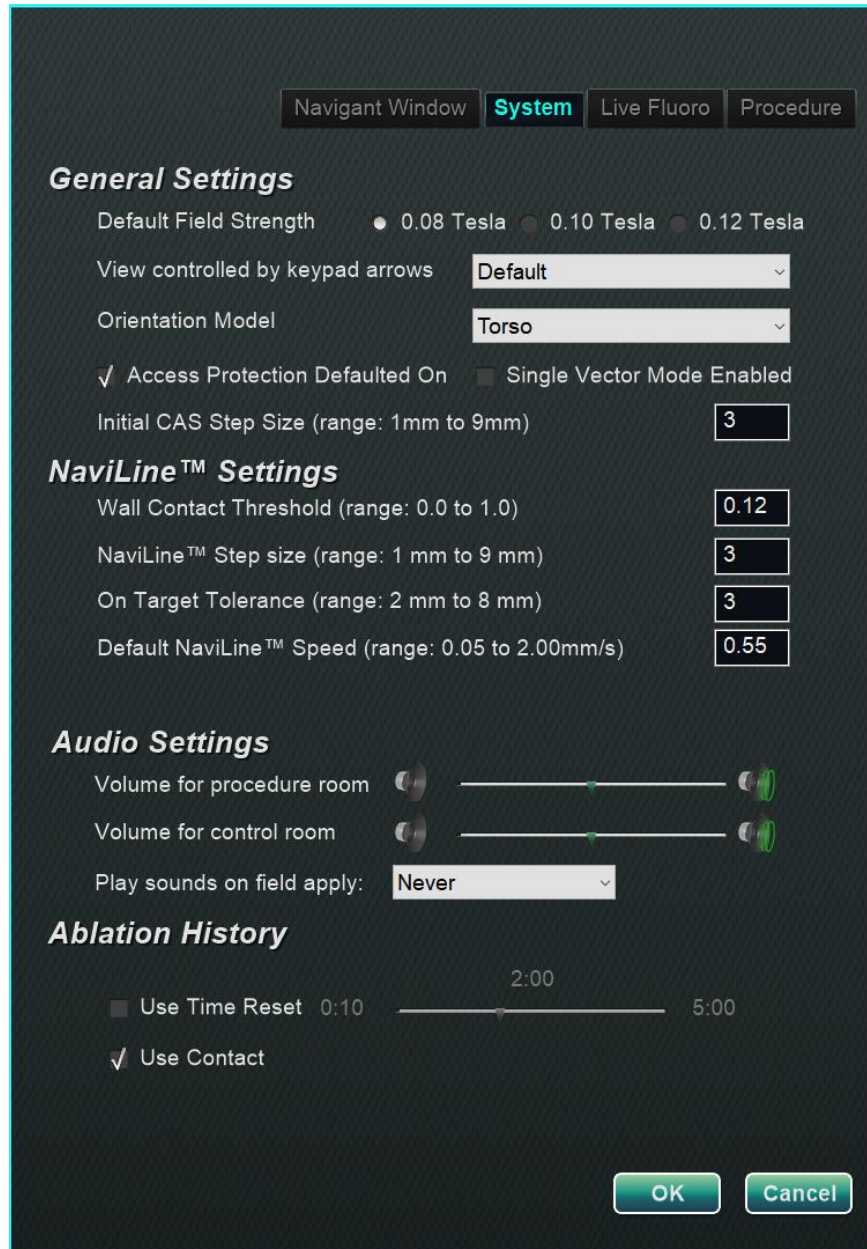 Navigant Window System Live Fluoro Procedure
General Settings
Default Field Strength 0.08 Tesla 0.10 Tesla 0.12 Tesla
View controlled by keypad arrows Default
Orientation Model Torso
Access Protection Defaulted On Single Vector Mode Enabled
Initial CAS Step Size (range: 1mm to 9mm) 3
NaviLine™ Settings
Wall Contact Threshold (range: 0.0 to 1.0) 0.12
NaviLine™ Step size (range: 1 mm to 9 mm) 3
On Target Tolerance (range: 2 mm to 8 mm) 3
Default NaviLine™ Speed (range: 0.05 to 2.00mm/s) 0.55
Audio Settings
Volume for procedure room
Volume for control room
Play sounds on field apply: Never
Ablation History
2:00
Use Time Reset 0:10 5:00
Use Contact
OK Cancel